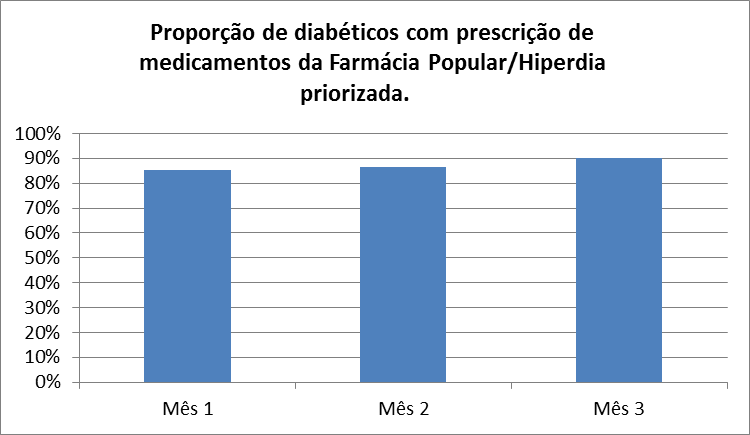 Proporção de diabéticos com prescrição de
medicamentos da Farmácia Popular/Hiperdia
priorizada.
100%
90%
80%
70%
60%
50%
40%
30%
20%
10%
0%
Mês 1
Mês 2
Mês 3